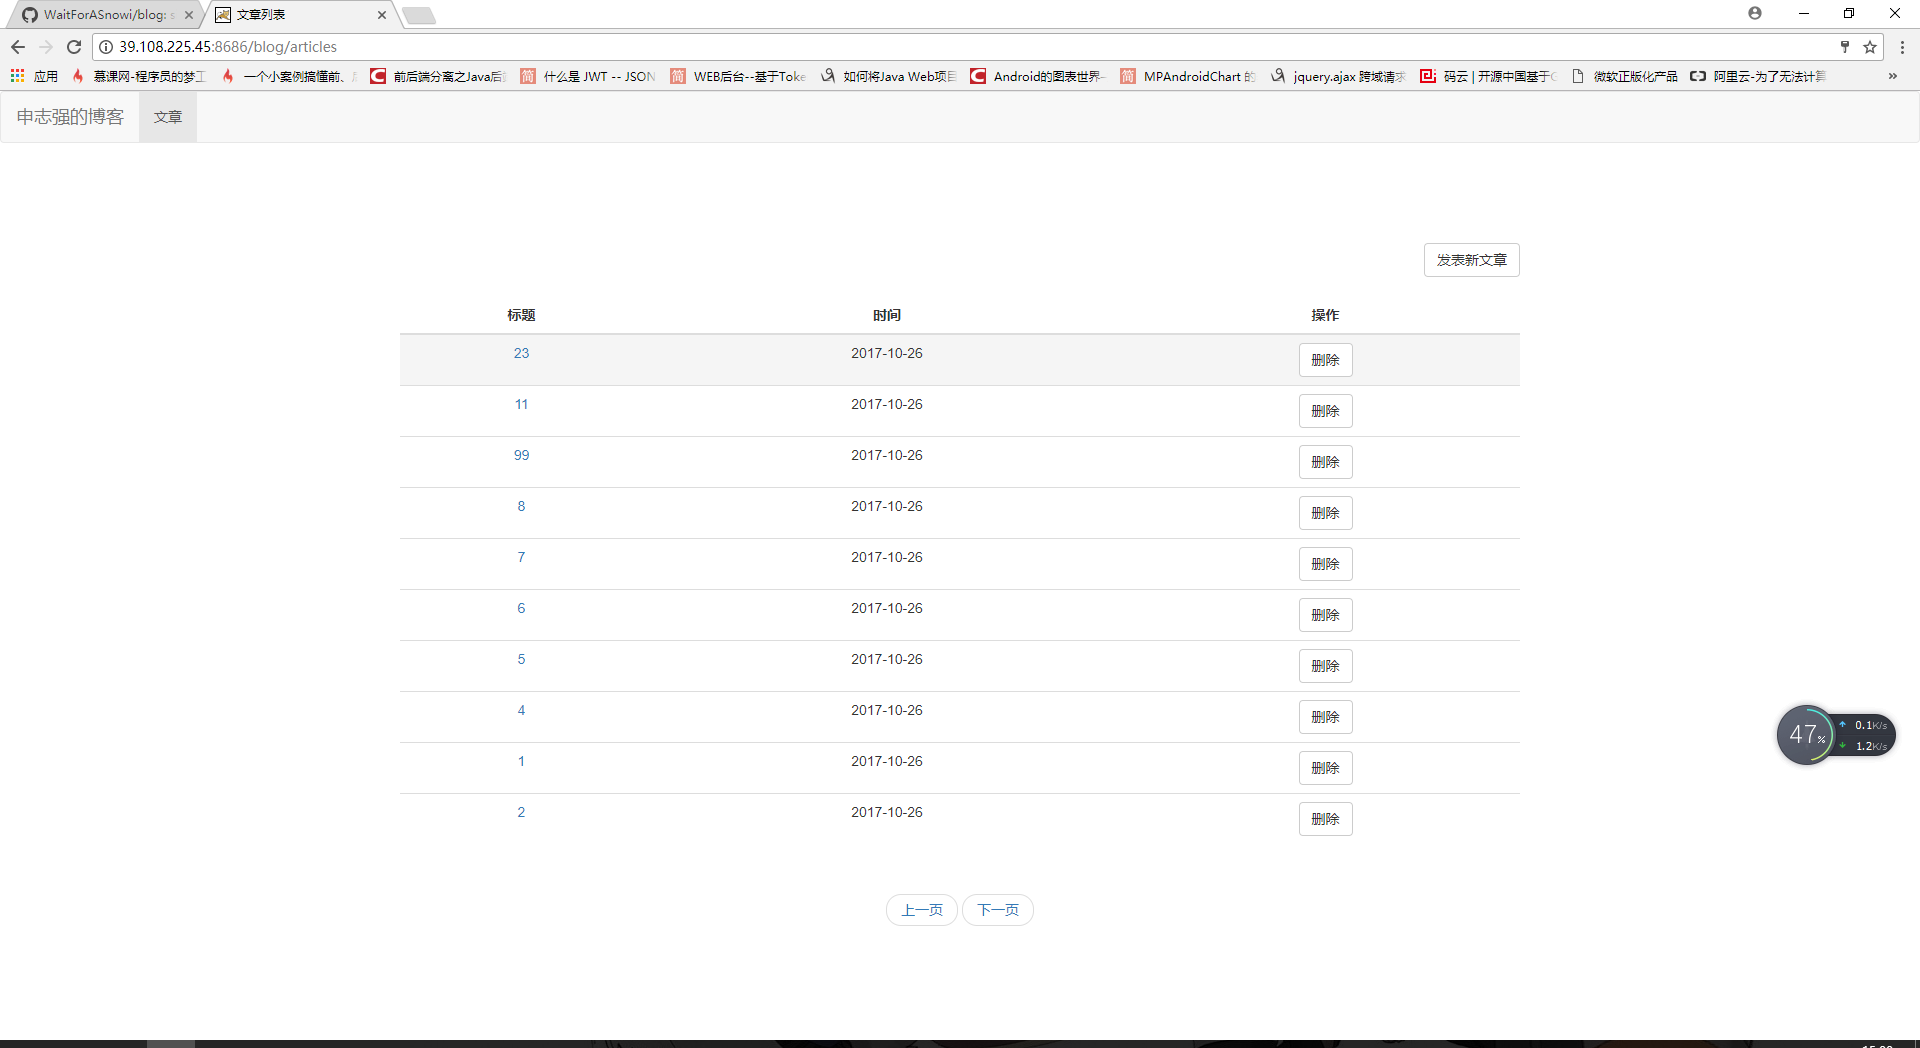 WaitForASnowi/blog: s
文章列表
39.108.225.45:8686/blog/articles
应用
慕课网-程序员的梦工
一个小案例搞懂前、
前后端分离之Java后
什么是 JWT -- JSON
WEB后台--基于Toke
如何将Java Web项目
Android的图表世界-
MPAndroidChart 的
jquery.ajax 跨域请求
码云 | 开源中国基于G
微软正版化产品
阿里云-为了无法计算
»
申志强的博客
文章
发表新文章
标题 时间 操作
23 2017-10-26 删除
11 2017-10-26 删除
99 2017-10-26 删除
8 2017-10-26 删除
7 2017-10-26 删除
6 2017-10-26 删除
5 2017-10-26 删除
4 2017-10-26 删除
1 2017-10-26 删除
2 2017-10-26 删除
47%
0.1K/s
1.2K/s
上一页 下一页